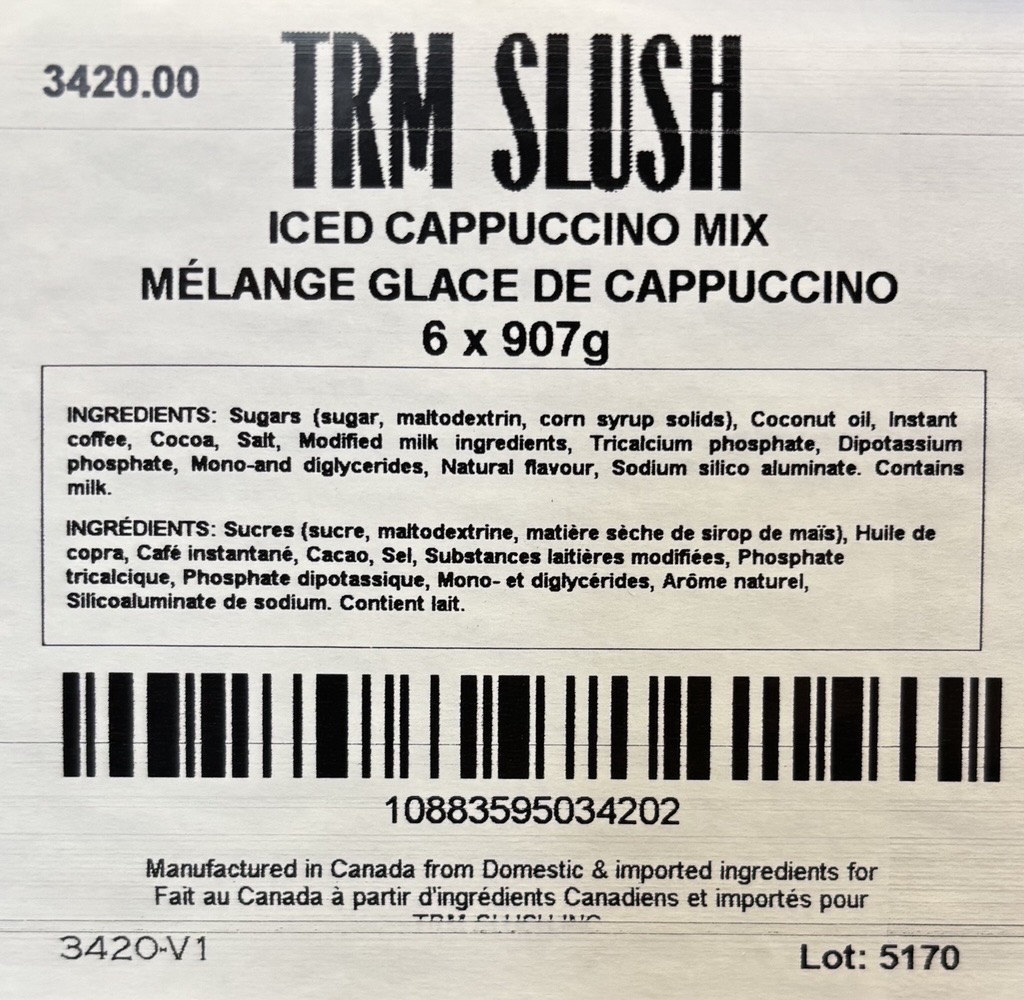 3420.00
TRM SLUSH
ICED CAPPUCCINO MIX
MÉLANGE GLACE DE CAPPUCCINO
6 x 907g
INGREDIENTS: Sugars (sugar, maltodextrin, corn syrup solids), Coconut oil, Instant
coffee, Cocoa, Salt, Modified milk ingredients, Tricalcium phosphate, Dipotassium
phosphate, Mono-and diglycerides, Natural flavour, Sodium silico aluminate. Contains
milk.
INGRÉDIENTS: Sucres (sucre, maltodextrine, matière sèche de sirop de maïs), Huile de
copra, Café instantané, Cacao, Sel, Substances laitières modifiées, Phosphate
tricalcique, Phosphate dipotassique, Mono- et diglycérides, Arôme naturel,
Silicoaluminate de sodium. Contient lait.
10883595034202
Manufactured in Canada from Domestic & imported ingredients for
Fait au Canada à partir d'ingrédients Canadiens et importés pour
3420-V1
Lot: 5170